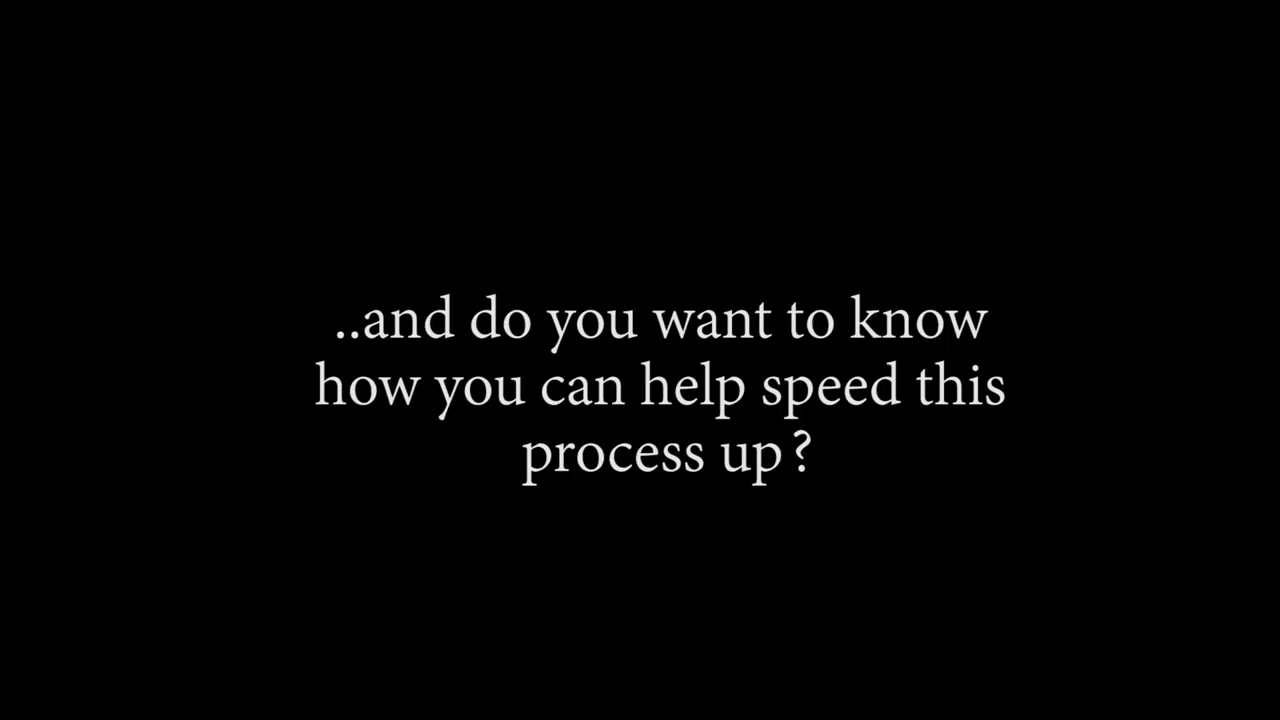 ..and do you want to know
how you can help speed this
process up?